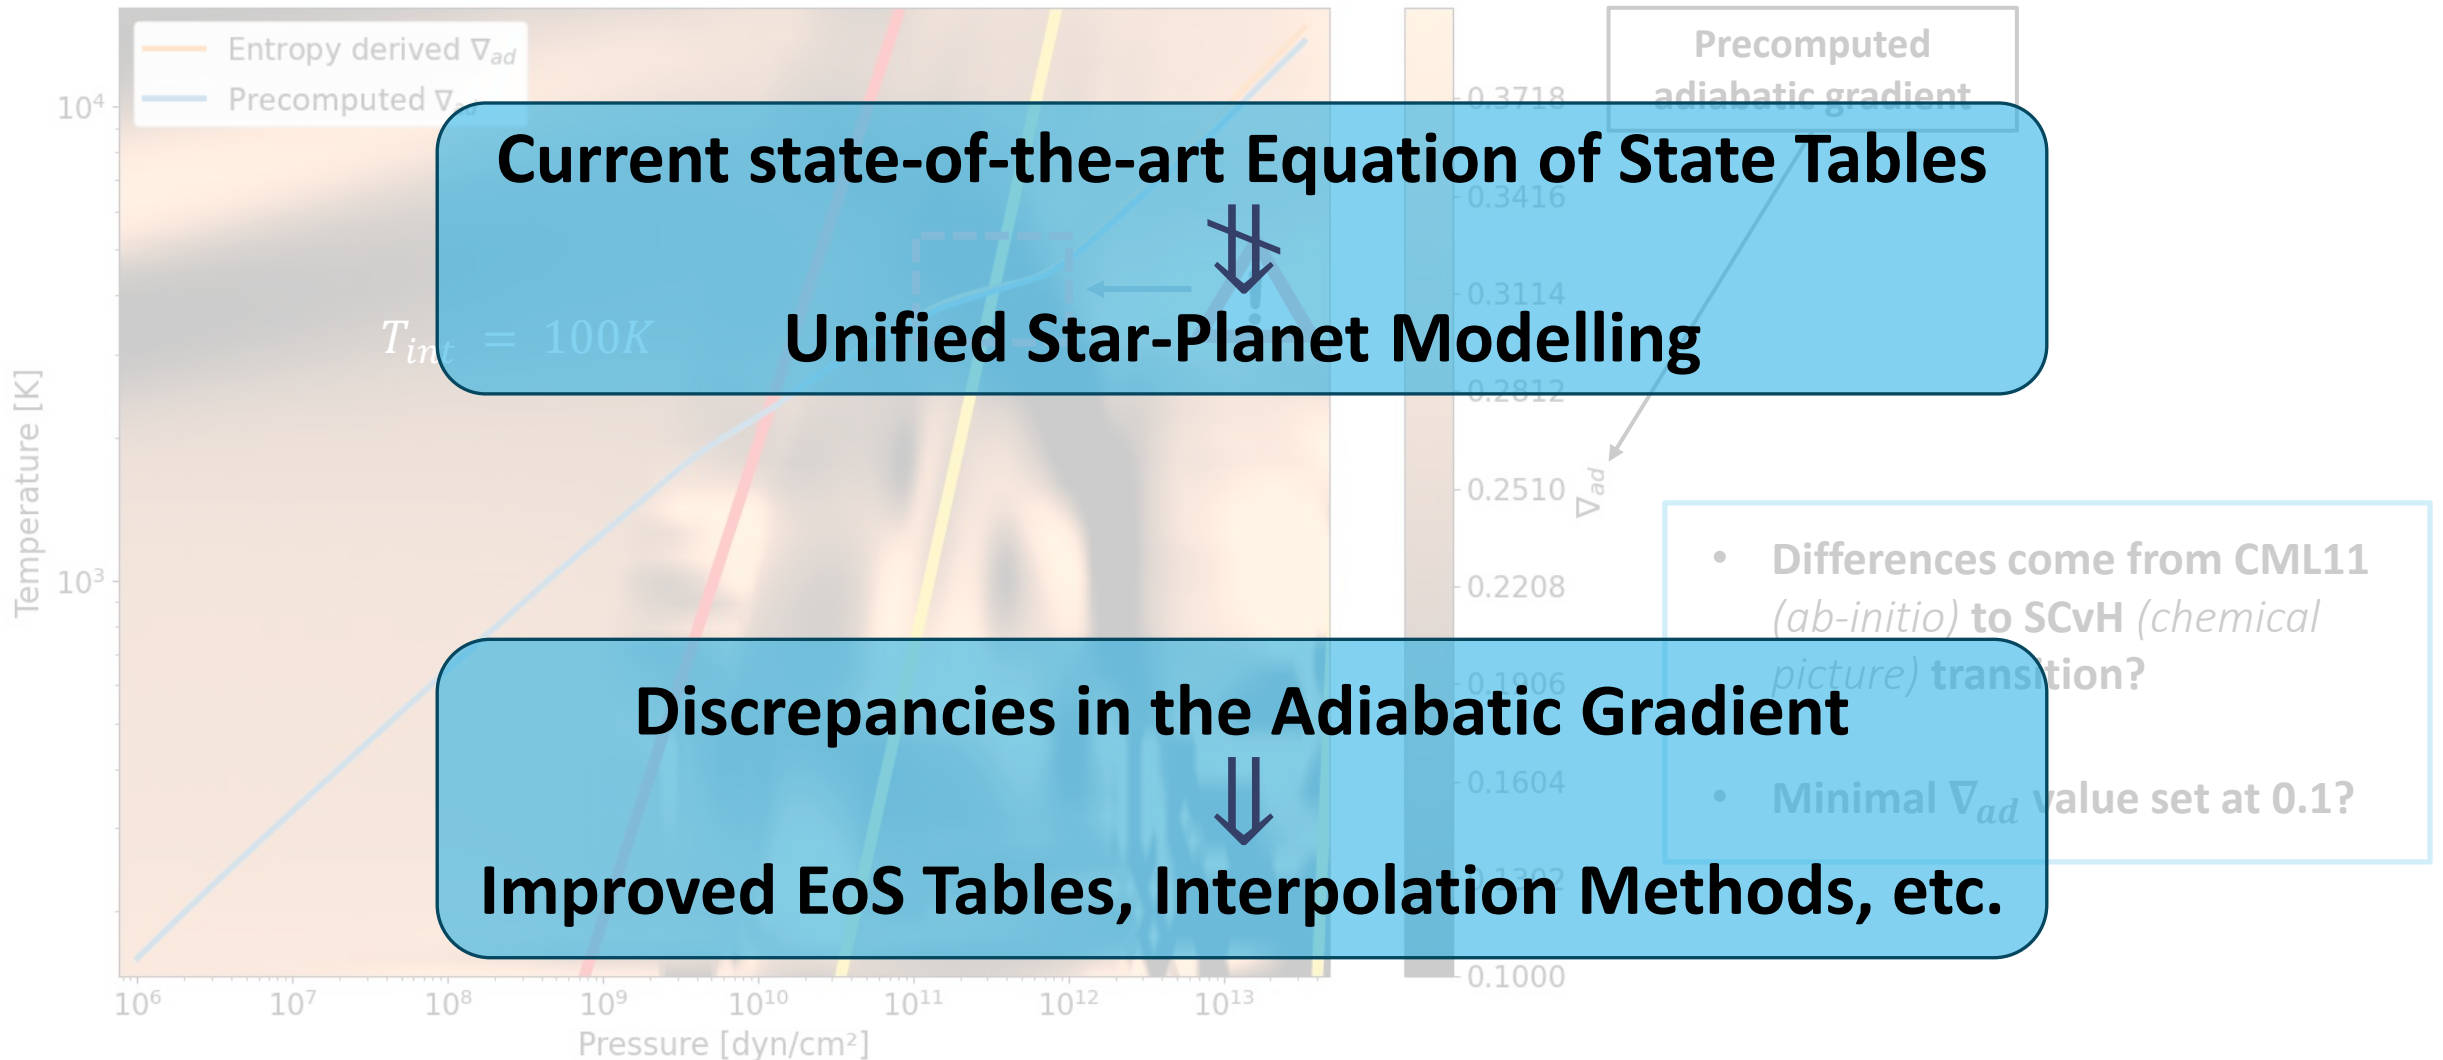 Entropy derived ∇ad
Precomputed ∇ad
Precomputed
adiabatic gradient
Current state-of-the-art Equation of State Tables
⇓̸
Unified Star-Planet Modelling
!
T_int = 100K
Discrepancies in the Adiabatic Gradient
⇓
Improved EoS Tables, Interpolation Methods, etc.
• Differences come from CML11
(ab-initio) to SCvH (chemical
picture) transition?
• Minimal ∇ad value set at 0.1?
Temperature [K]
10⁴
10³
10⁶ 10⁷ 10⁸ 10⁹ 10¹⁰ 10¹¹ 10¹² 10¹³
Pressure [dyn/cm²]
0.3718
0.3416
0.3114
0.2812
0.2510
0.2208
0.1906
0.1604
0.1302
0.1000
∇ad